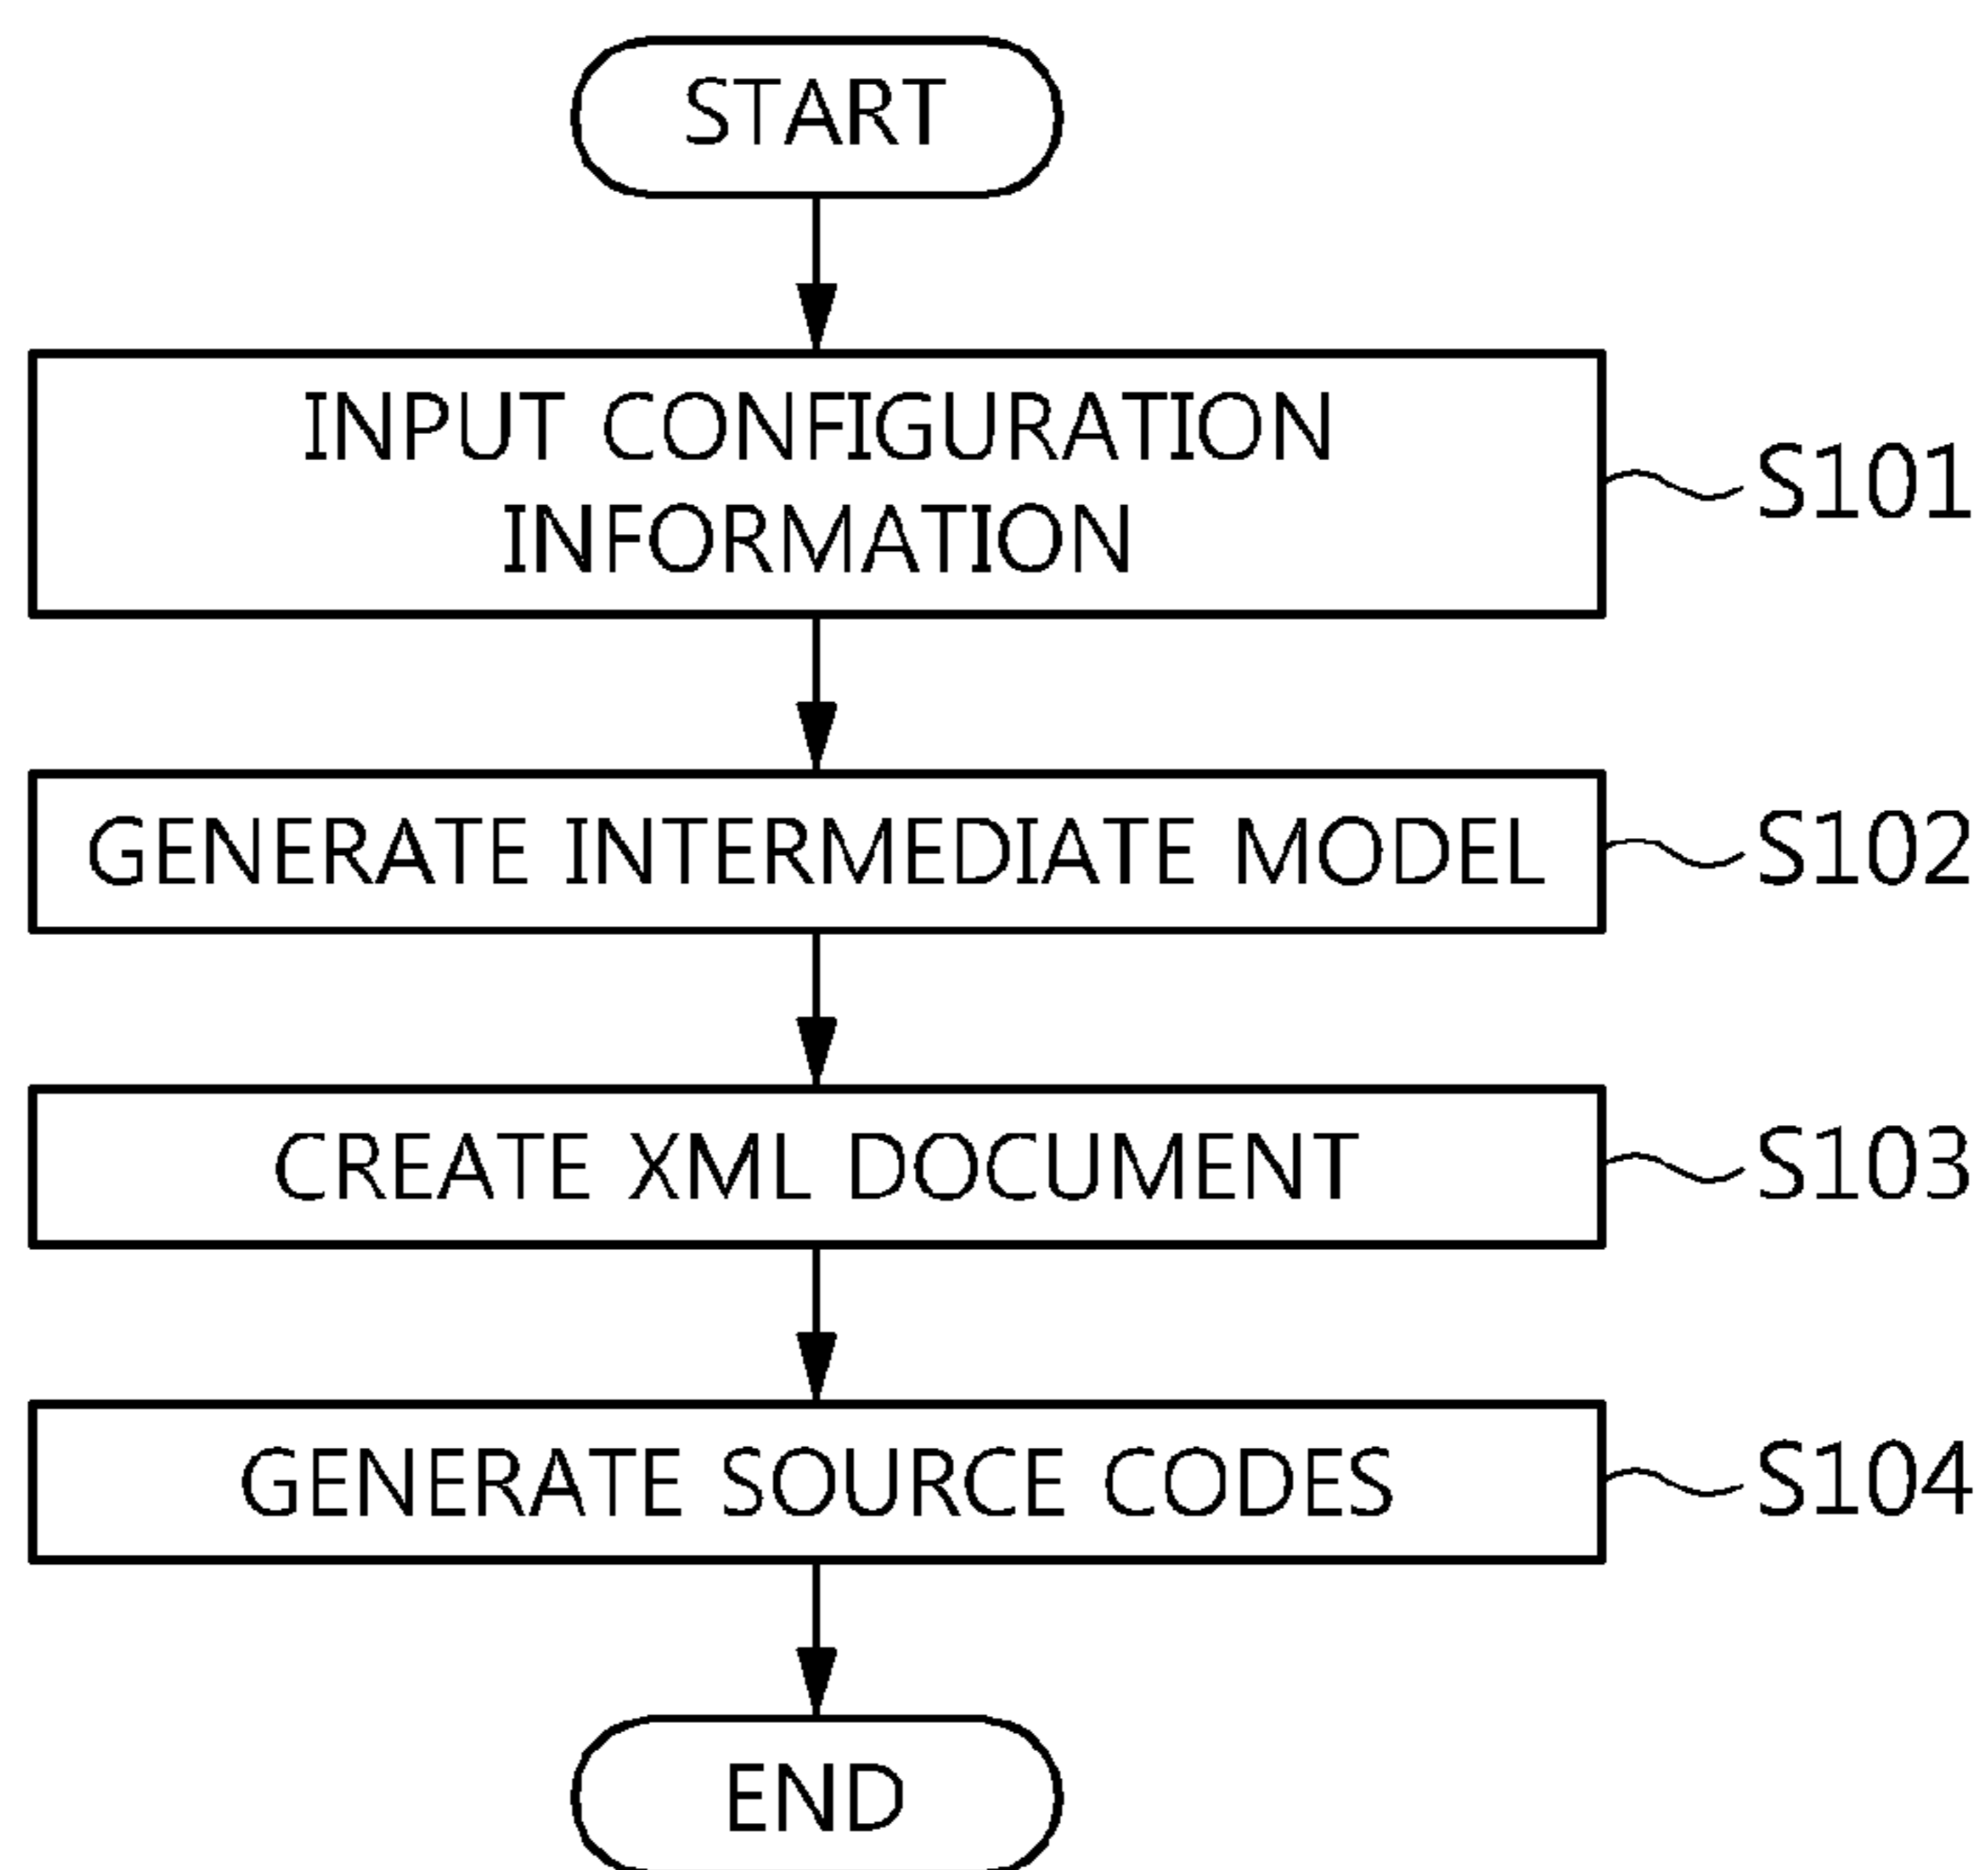 START
INPUT CONFIGURATION
INFORMATION
S101
GENERATE INTERMEDIATE MODEL
S102
CREATE XML DOCUMENT
S103
GENERATE SOURCE CODES
S104
END